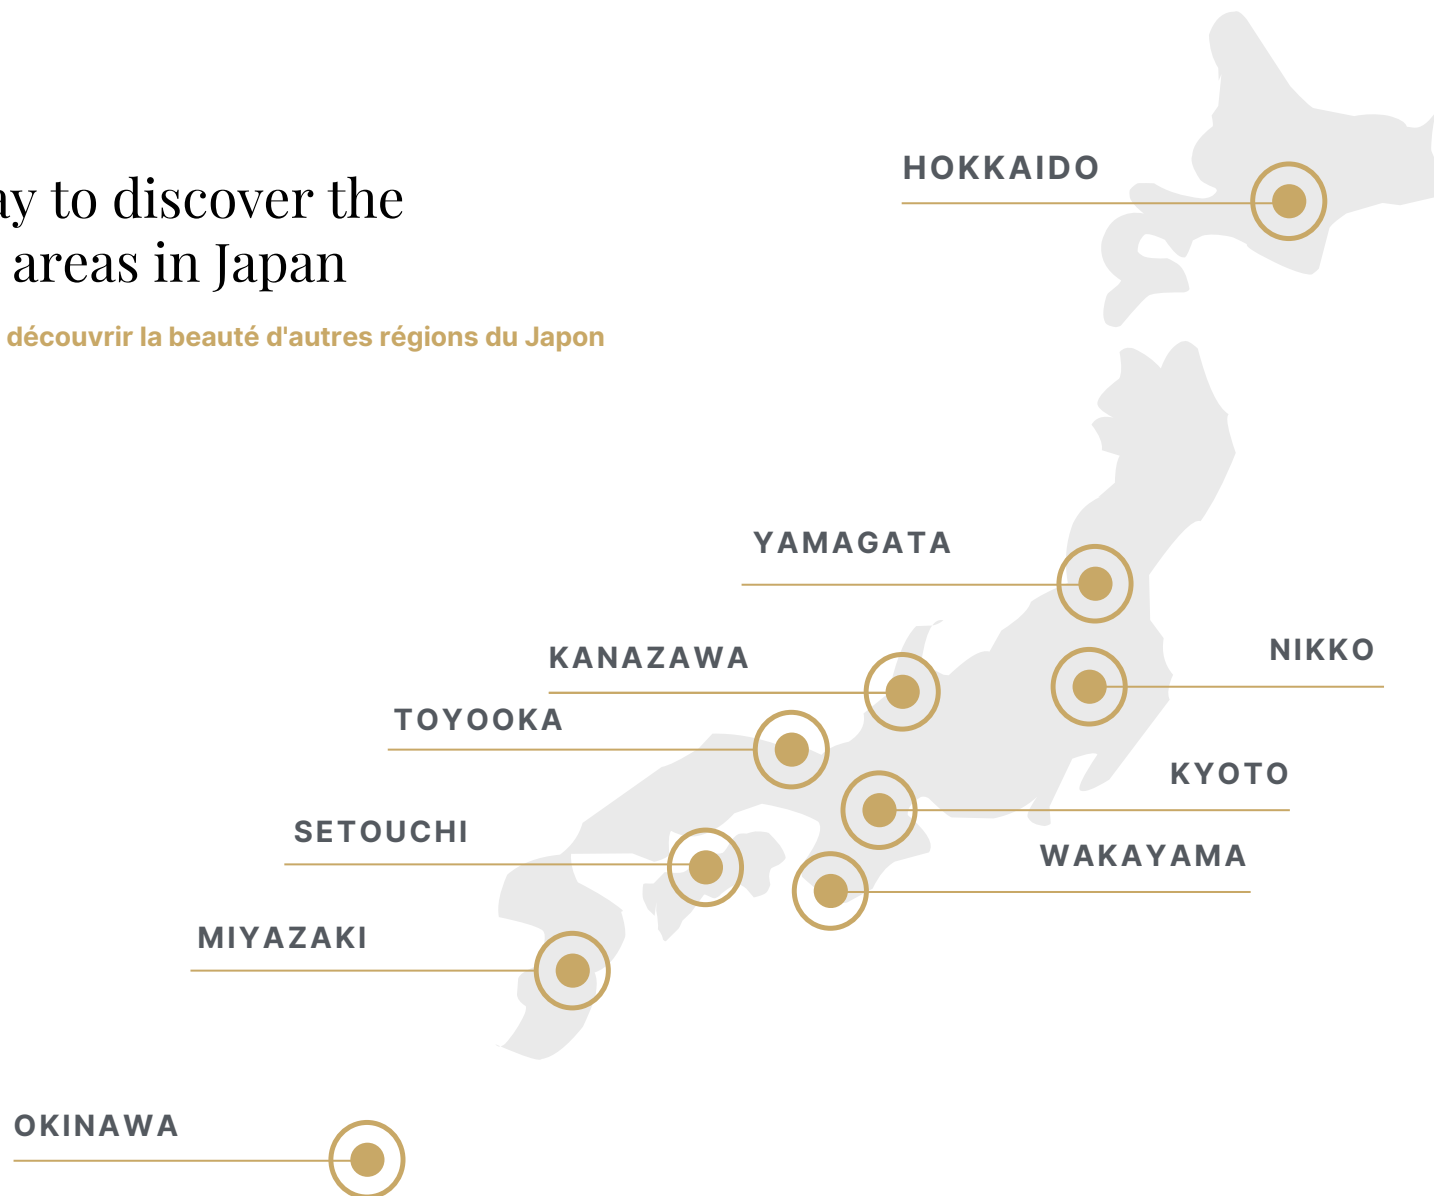 to discover the
areas in Japan
découvrir la beauté d'autres régions du Japon
HOKKAIDO
YAMAGATA
NIKKO
KANAZAWA
TOYOOKA
KYOTO
SETOUCHI
WAKAYAMA
MIYAZAKI
OKINAWA